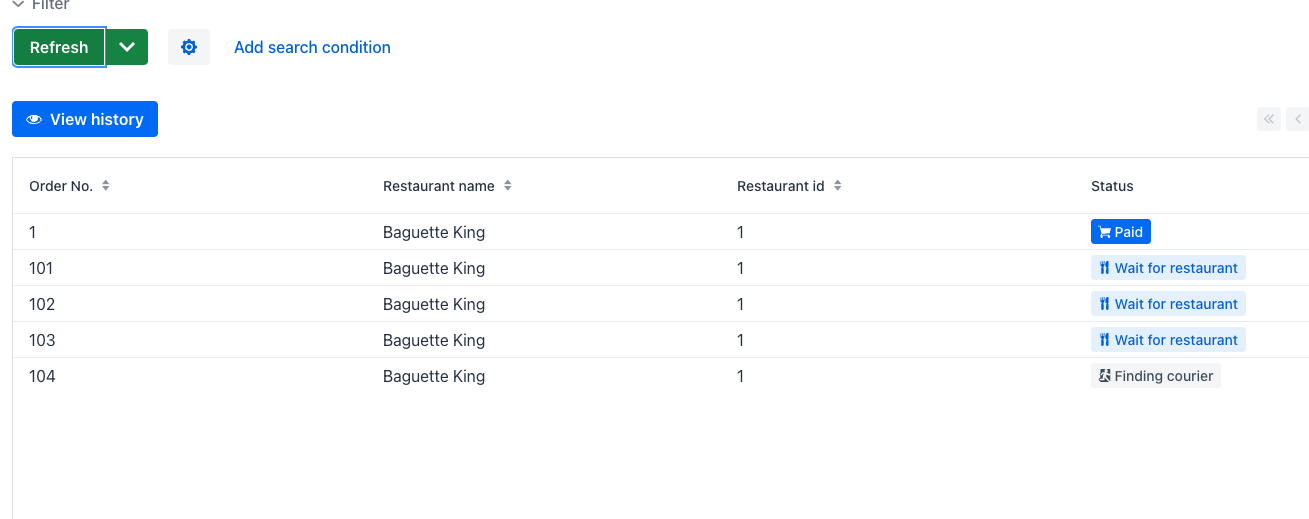 Filter
Refresh Add search condition
View history
Order No. Restaurant name Restaurant id Status
1 Baguette King 1 Paid
101 Baguette King 1 Wait for restaurant
102 Baguette King 1 Wait for restaurant
103 Baguette King 1 Wait for restaurant
104 Baguette King 1 Finding courier